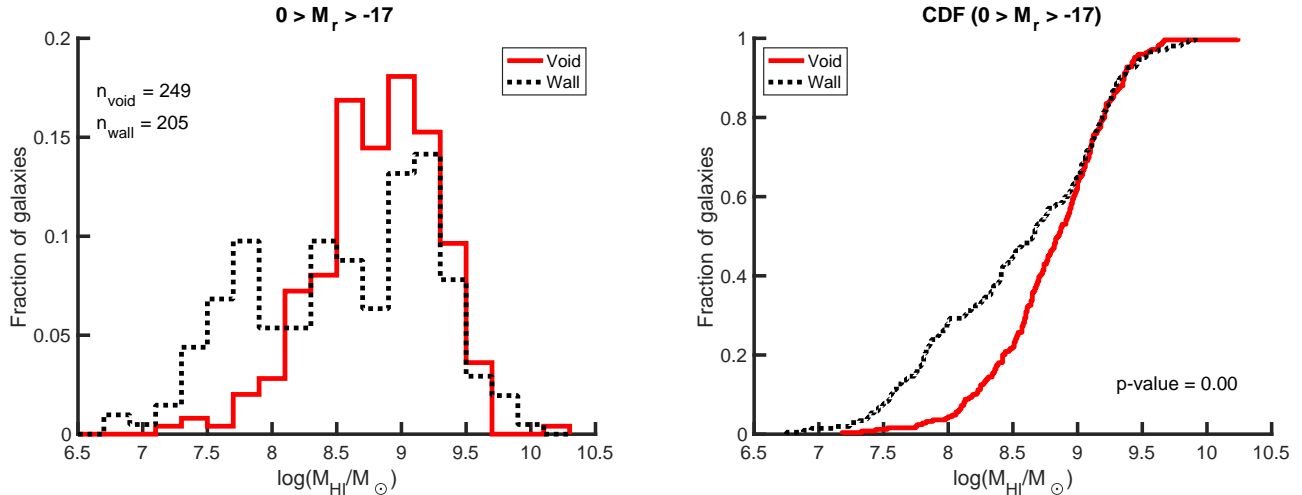 0 > M_r > -17
0.2
0.15
0.1
0.05
0
Fraction of galaxies
n_void = 249
n_wall = 205
Void
Wall
6.5 7 7.5 8 8.5 9 9.5 10 10.5
log(M_HI/M_⊙)
CDF (0 > M_r > -17)
1
0.8
0.6
0.4
0.2
0
Fraction of galaxies
Void
Wall
p-value = 0.00
6.5 7 7.5 8 8.5 9 9.5 10 10.5
log(M_HI/M_⊙)